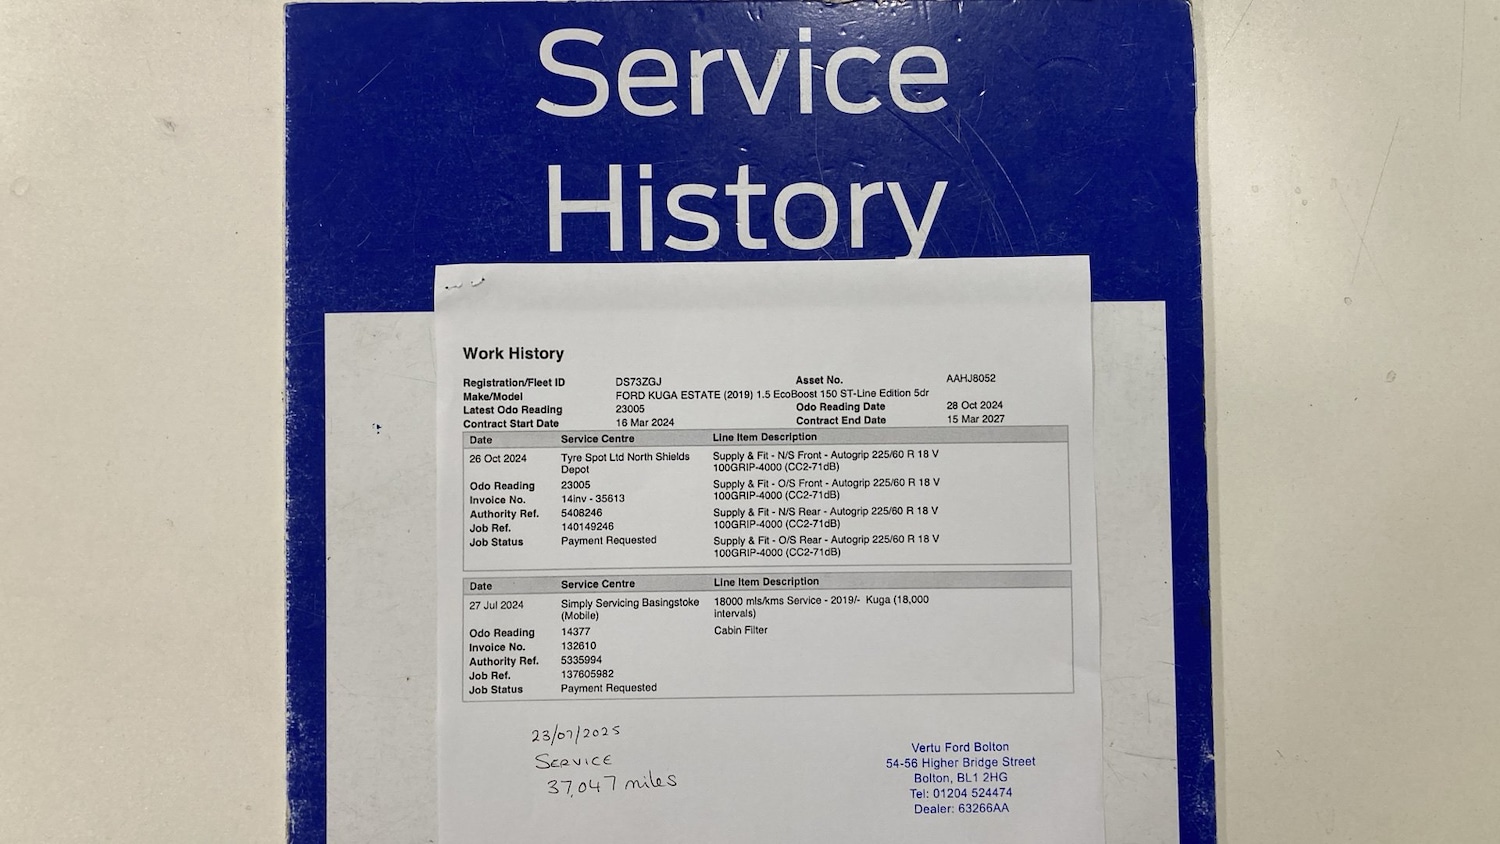 Service
History
Work History
Registration/Fleet ID DS73ZGJ Asset No. AAHJ8052
Make/Model FORD KUGA ESTATE (2019) 1.5 EcoBoost 150 ST-Line Edition 5dr
Latest Odo Reading 23005 Odo Reading Date 28 Oct 2024
Contract Start Date 16 Mar 2024 Contract End Date 15 Mar 2027
Date Service Centre Line Item Description
26 Oct 2024 Tyre Spot Ltd North Shields Supply & Fit - N/S Front - Autogrip 225/60 R 18 V
Depot 100GRIP-4000 (CC2-71dB)
Odo Reading 23005 Supply & Fit - O/S Front - Autogrip 225/60 R 18 V
Invoice No. 14inv - 35613 100GRIP-4000 (CC2-71dB)
Authority Ref. 5408246 Supply & Fit - N/S Rear - Autogrip 225/60 R 18 V
Job Ref. 140149246 100GRIP-4000 (CC2-71dB)
Job Status Payment Requested Supply & Fit - O/S Rear - Autogrip 225/60 R 18 V
100GRIP-4000 (CC2-71dB)
Date Service Centre Line Item Description
27 Jul 2024 Simply Servicing Basingstoke 18000 mls/kms Service - 2019/- Kuga (18,000
(Mobile) intervals)
Odo Reading 14377 Cabin Filter
Invoice No. 132610
Authority Ref. 5335994
Job Ref. 137605982
Job Status Payment Requested
23/07/2025
SERVICE
37,047 miles
Vertu Ford Bolton
54-56 Higher Bridge Street
Bolton, BL1 2HG
Tel: 01204 524474
Dealer: 63266AA